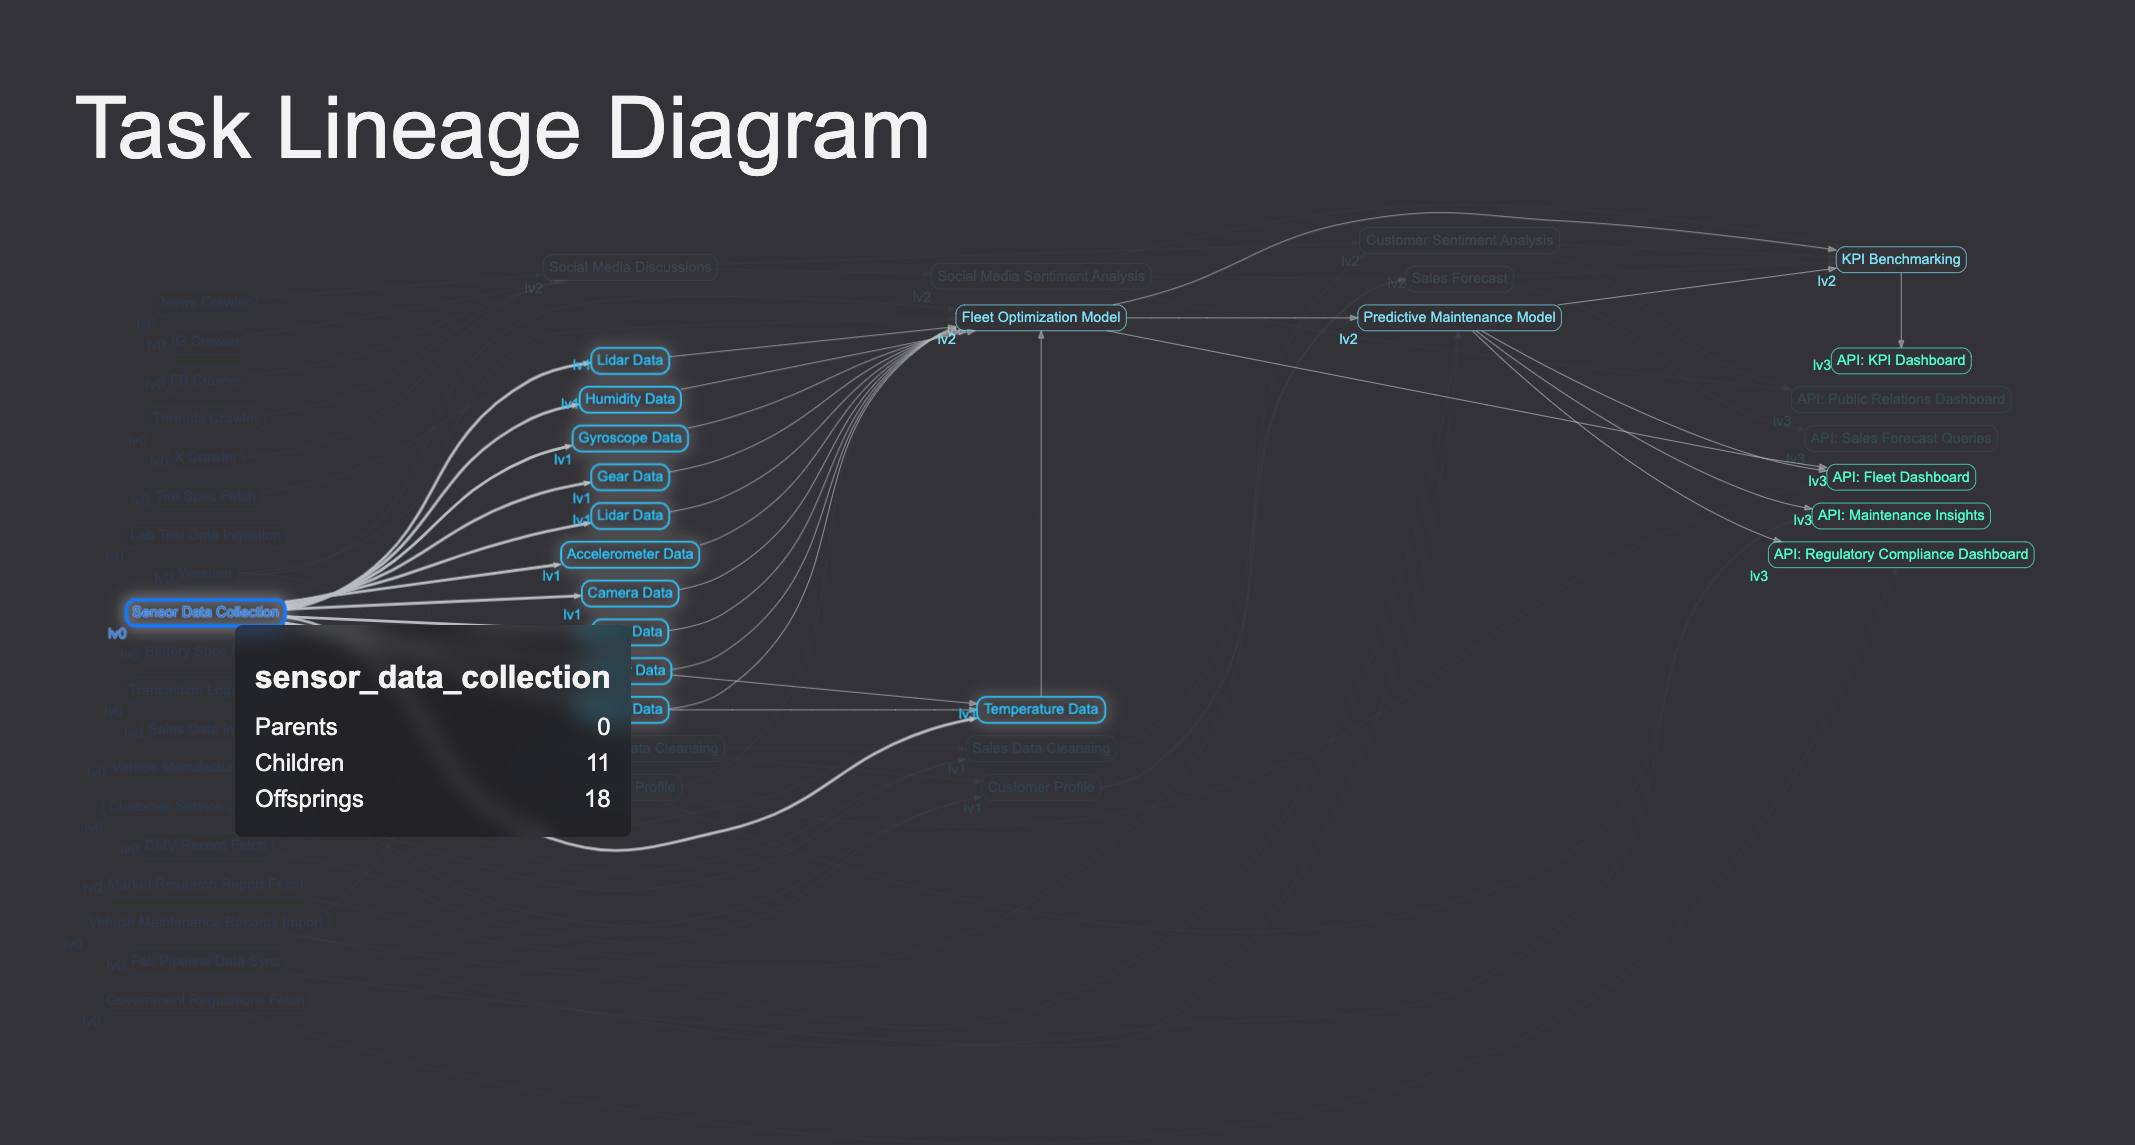 Task Lineage Diagram
Customer Sentiment Analysis
lv2
KPI Benchmarking
lv2
Social Media Discussions
lv2
Social Media Sentiment Analysis
lv2
Sales Forecast
lv2
News Crawler
lv0
Fleet Optimization Model
lv2
Predictive Maintenance Model
lv2
IG Crawler
lv0
Lidar Data
lv1
API: KPI Dashboard
lv3
FB Crawler
lv0
Humidity Data
lv1
API: Public Relations Dashboard
lv3
Threads Crawler
lv0
Gyroscope Data
lv1
API: Sales Forecast Queries
lv3
X Crawler
lv0
Gear Data
lv1
API: Fleet Dashboard
lv3
Tire Spec Fetch
lv0
Lidar Data
lv1
API: Maintenance Insights
lv3
Lab Test Data Ingestion
lv0
Accelerometer Data
lv1
API: Regulatory Compliance Dashboard
lv3
Weather
lv0
Camera Data
lv1
Sensor Data Collection
lv0
Data
Battery Spec
lv0
Data
sensor_data_collection
Parents 0
Children 11
Offsprings 18
Transaction Log
lv0
Data
Temperature Data
lv1
Sales Data
lv0
Data Cleansing
Sales Data Cleansing
lv1
lv0
Profile
Customer Profile
lv1
Customer Service
lv0
DMV Record Fetch
lv0
Market Research Report Fetch
lv0
Vehicle Maintenance Records Import
lv0
Fab Pipeline Data Sync
lv0
Government Regulations Fetch
lv0